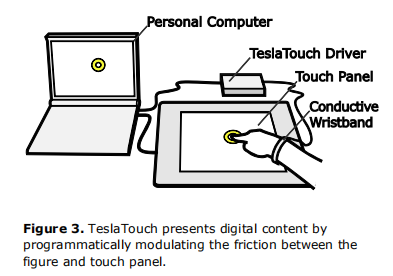 Personal Computer
TeslaTouch Driver
Touch Panel
Conductive
Wristband
Figure 3. TeslaTouch presents digital content by
programmatically modulating the friction between the
figure and touch panel.